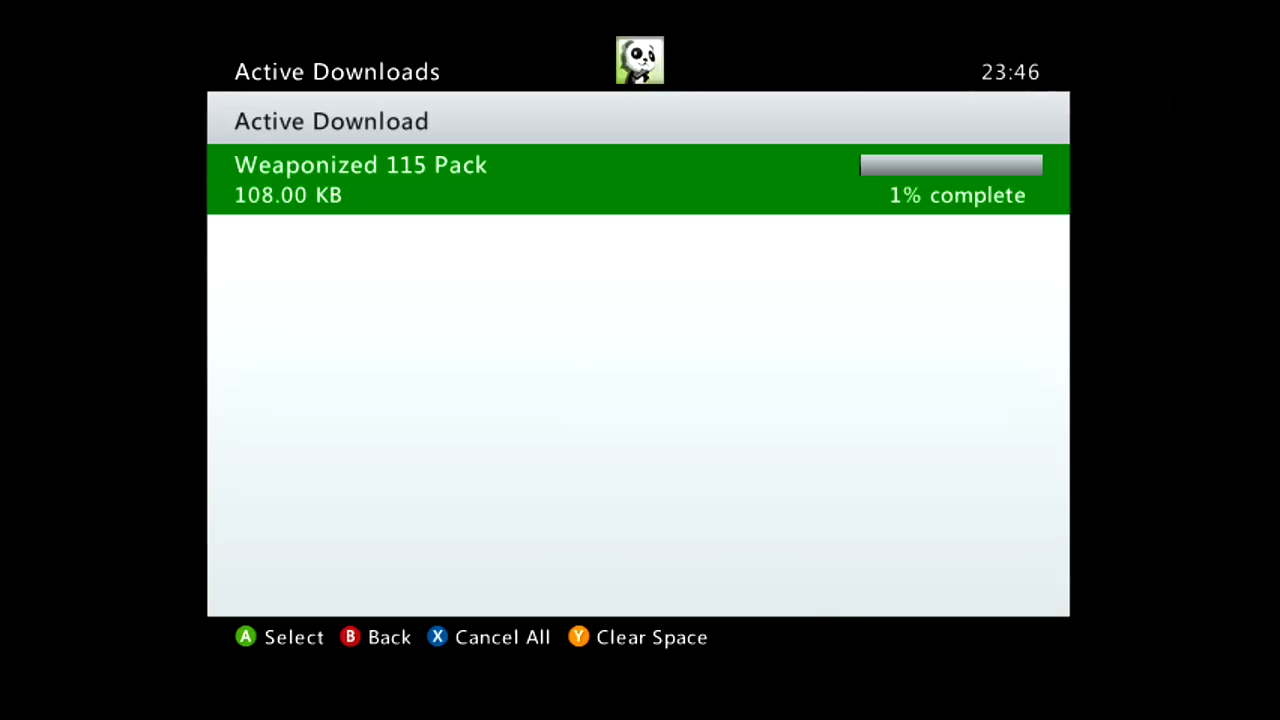 Active Downloads
23:46
Active Download
Weaponized 115 Pack
108.00 KB
1% complete
A Select B Back X Cancel All Y Clear Space